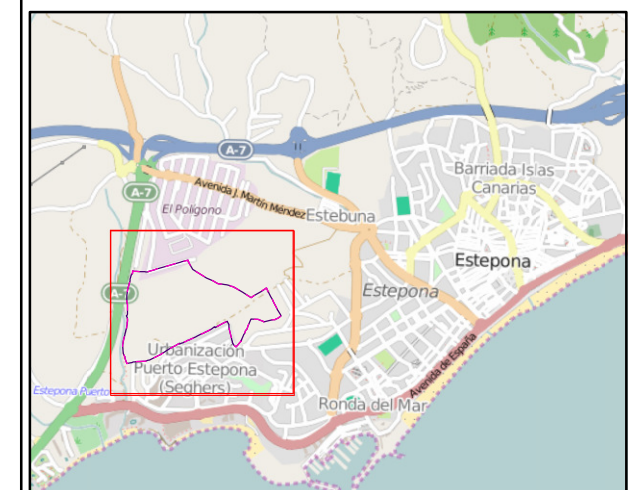 A-7
Barriada Islas
Canarias
A-7
Avenida J. Martín Méndez
El Polígono
Estebuna
Estepona
Estepona
A-7
Urbanización
Puerto Estepona
(Seghers)
Avenida de España
Estepona Puerto
Ronda del Mar